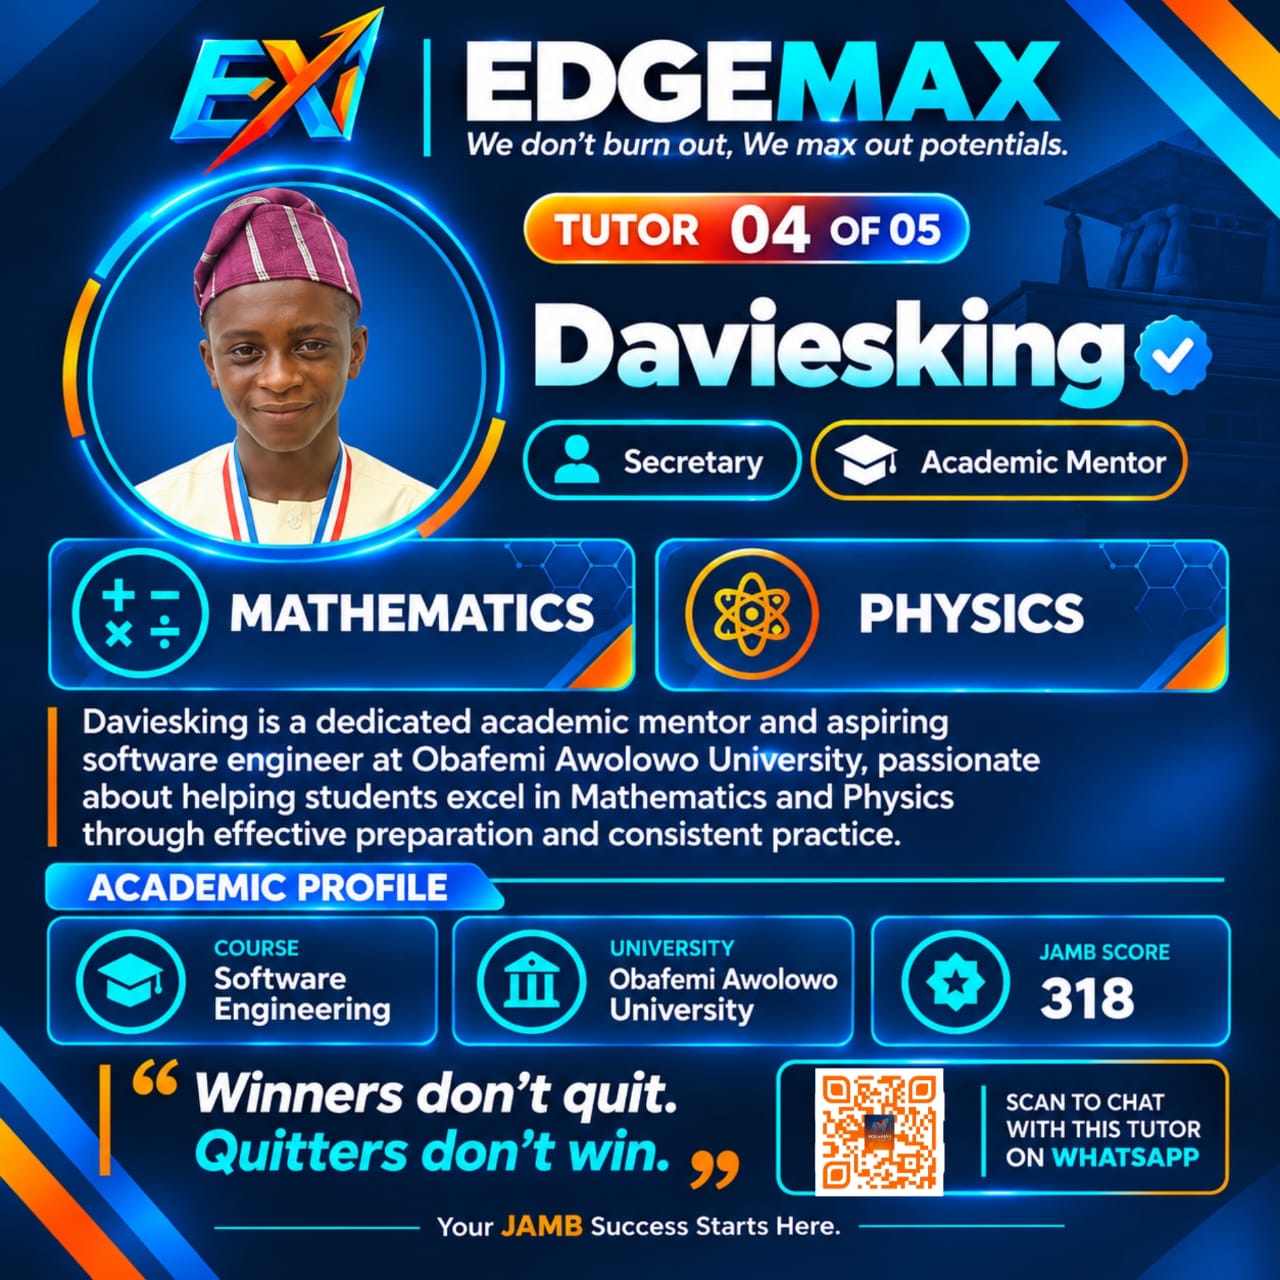 EX1
EDGEMAX
We don't burn out, We max out potentials.
TUTOR 04 OF 05
Daviesking
Secretary
Academic Mentor
MATHEMATICS
PHYSICS
Daviesking is a dedicated academic mentor and aspiring
software engineer at Obafemi Awolowo University, passionate
about helping students excel in Mathematics and Physics
through effective preparation and consistent practice.
ACADEMIC PROFILE
COURSE
Software
Engineering
UNIVERSITY
Obafemi Awolowo
University
JAMB SCORE
318
“Winners don't quit.
Quitters don't win.”
SCAN TO CHAT
WITH THIS TUTOR
ON WHATSAPP
Your JAMB Success Starts Here.